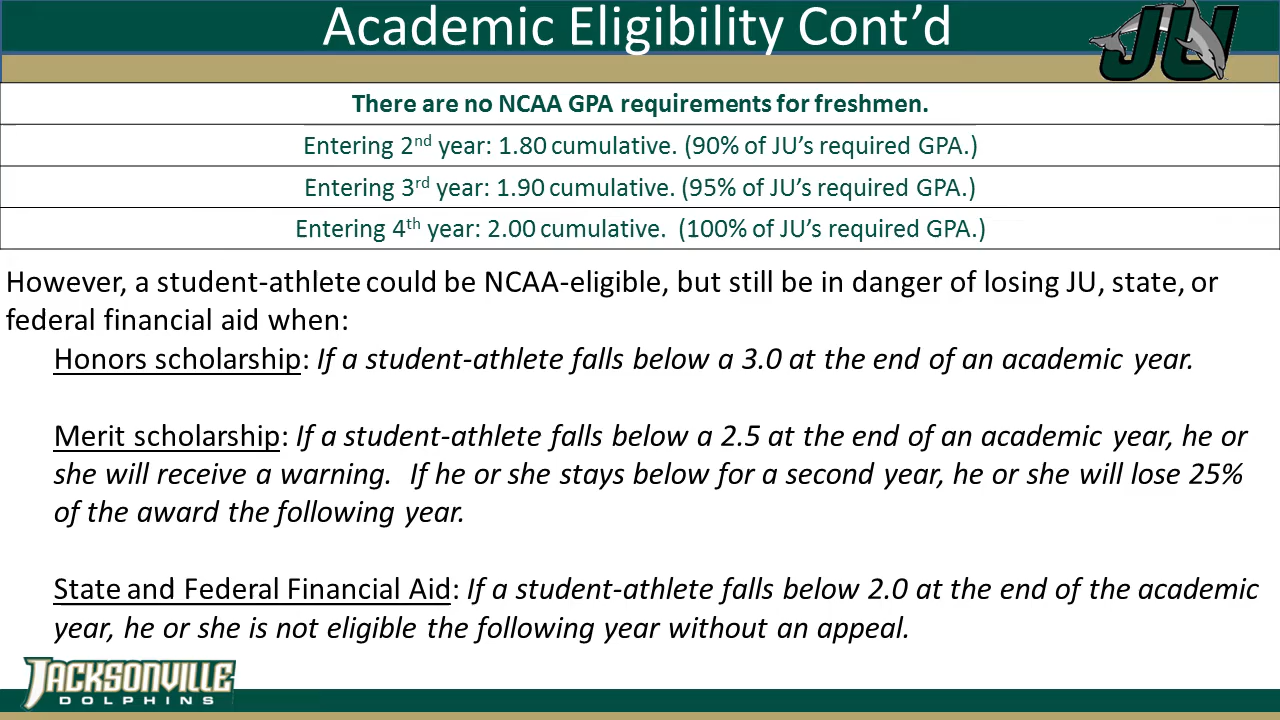 Academic Eligibility Cont’d
JU
There are no NCAA GPA requirements for freshmen.
Entering 2nd year: 1.80 cumulative. (90% of JU’s required GPA.)
Entering 3rd year: 1.90 cumulative. (95% of JU’s required GPA.)
Entering 4th year: 2.00 cumulative.  (100% of JU’s required GPA.)
However, a student-athlete could be NCAA-eligible, but still be in danger of losing JU, state, or
federal financial aid when:
Honors scholarship: If a student-athlete falls below a 3.0 at the end of an academic year.
Merit scholarship: If a student-athlete falls below a 2.5 at the end of an academic year, he or
she will receive a warning.  If he or she stays below for a second year, he or she will lose 25%
of the award the following year.
State and Federal Financial Aid: If a student-athlete falls below 2.0 at the end of the academic
year, he or she is not eligible the following year without an appeal.
JACKSONVILLE
DOLPHINS